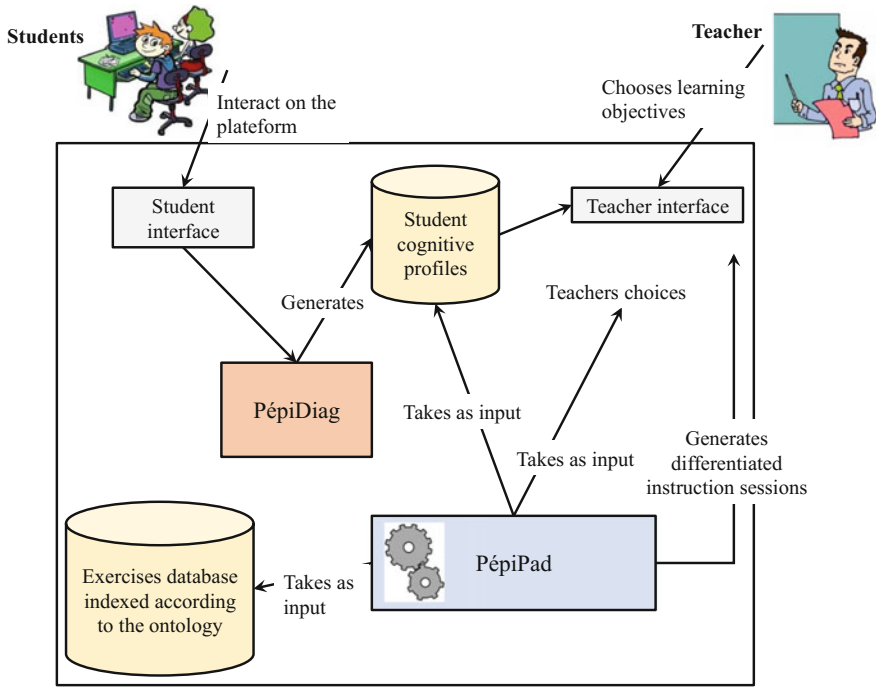 Students
Teacher
Interact on the
plateform
Chooses learning
objectives
Student
interface
Student
cognitive
profiles
Teacher interface
Generates
Teachers choices
PépiDiag
Takes as input
Takes as input
Generates
differentiated
instruction sessions
Exercises database
indexed according
to the ontology
Takes as
input
PépiPad